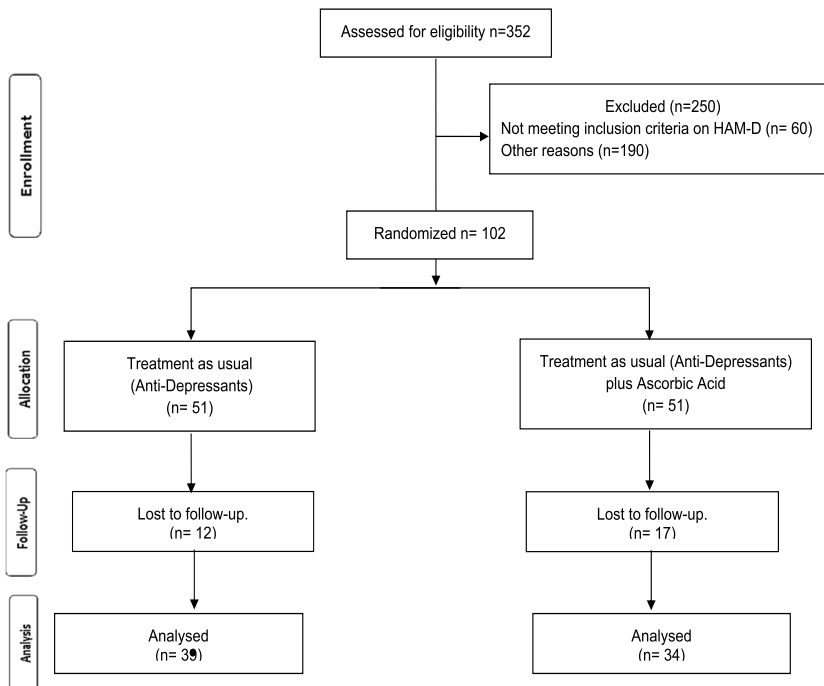 Assessed for eligibility n=352
Enrollment
Excluded (n=250)
Not meeting inclusion criteria on HAM-D (n= 60)
Other reasons (n=190)
Randomized n= 102
Allocation
Treatment as usual
(Anti-Depressants)
(n= 51)
Treatment as usual (Anti-Depressants)
plus Ascorbic Acid
(n= 51)
Follow-Up
Lost to follow-up.
(n= 12)
Lost to follow-up.
(n= 17)
Analysis
Analysed
(n= 39)
Analysed
(n= 34)